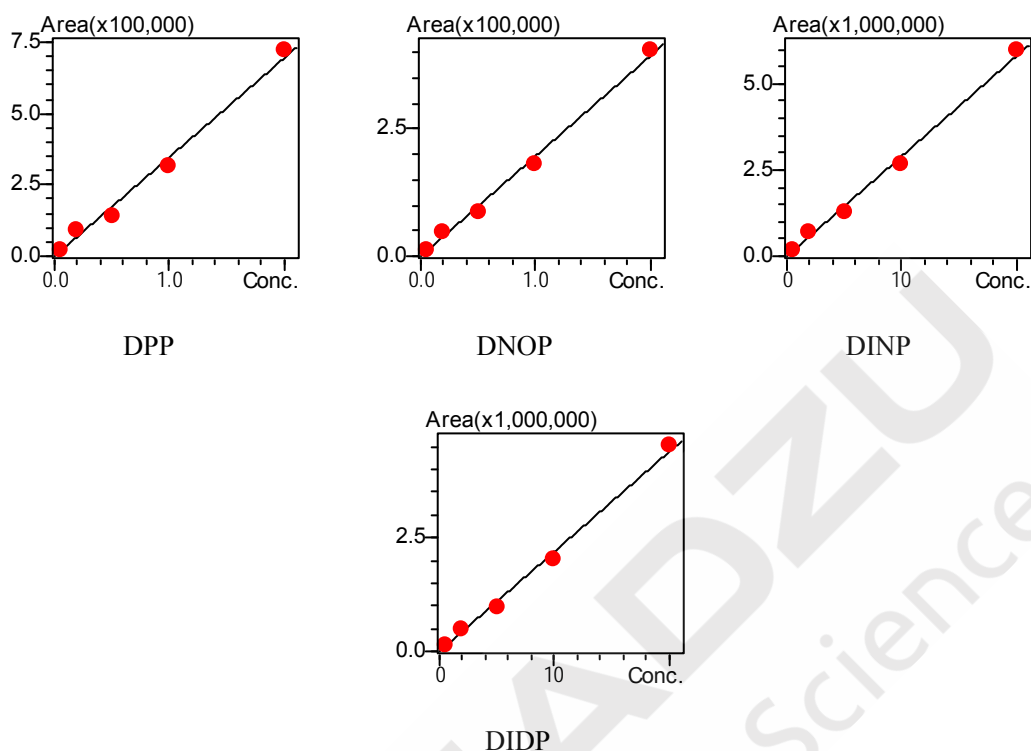 Area(x100,000)
7.5
5.0
2.5
0.0
0.0 1.0 Conc.
DPP
Area(x100,000)
2.5
0.0
0.0 1.0 Conc.
DNOP
Area(x1,000,000)
5.0
2.5
0.0
0 10 Conc.
DINP
Area(x1,000,000)
2.5
0.0
0 10 Conc.
DIDP
ADZU
Science